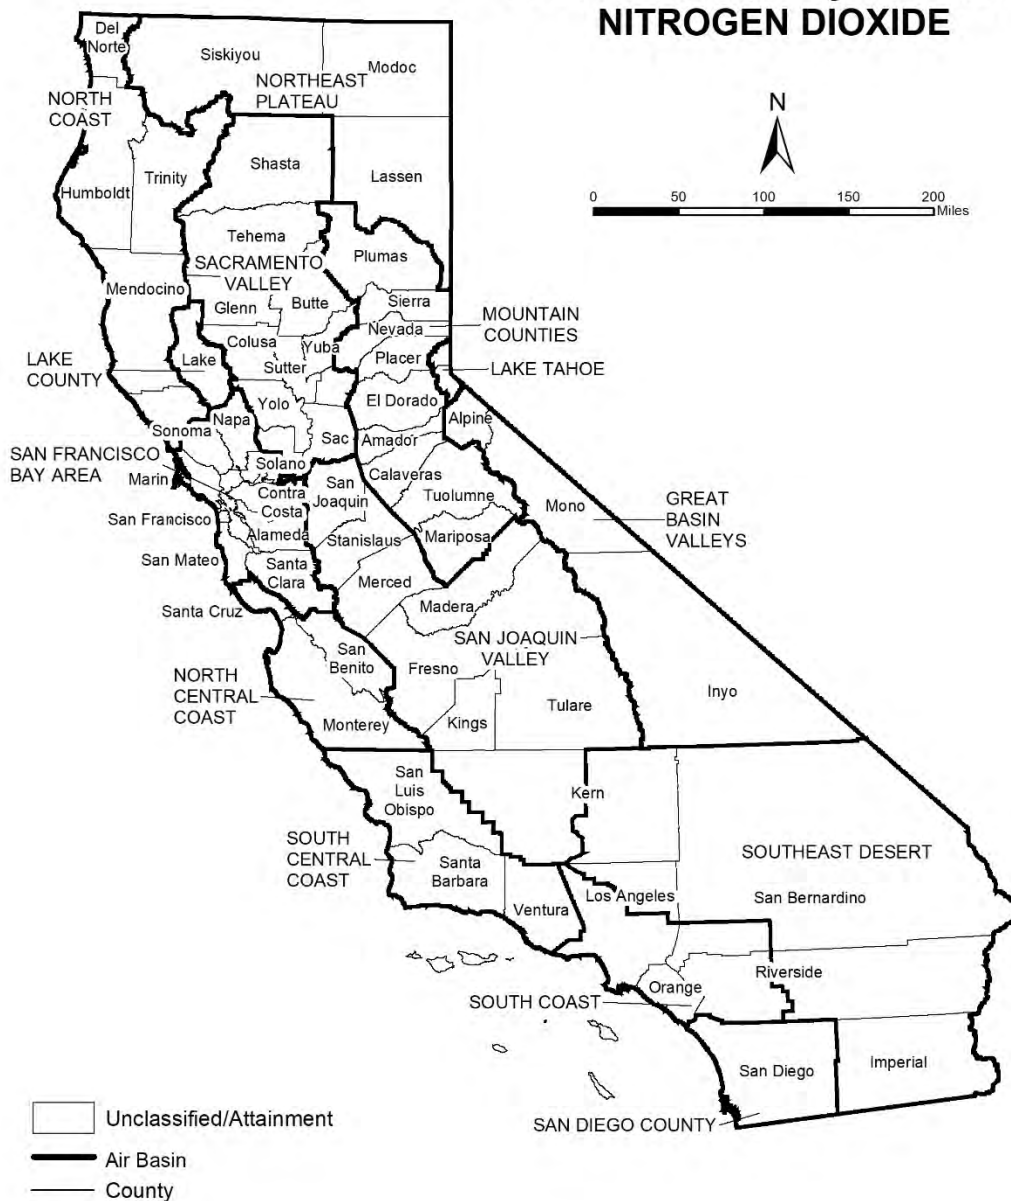 NITROGEN DIOXIDE
N
0 50 100 150 200
Miles
Del
Norte
Siskiyou
Modoc
NORTHEAST
PLATEAU
NORTH
COAST
Shasta
Lassen
Trinity
Humboldt
Tehema
Plumas
SACRAMENTO
VALLEY
Mendocino
Glenn
Butte
Sierra
MOUNTAIN
COUNTIES
Nevada
Colusa
Yuba
Sutter
Placer
LAKE
COUNTY
Lake
LAKE TAHOE
El Dorado
Yolo
Alpine
Napa
Sonoma
Sac
Amador
SAN FRANCISCO
BAY AREA
Solano
Calaveras
Marin
Contra
Costa
San
Joaquin
Tuolumne
Mono
GREAT
BASIN
VALLEYS
San Francisco
Alameda
Stanislaus
Mariposa
San Mateo
Santa
Clara
Merced
Santa Cruz
Madera
SAN JOAQUIN
VALLEY
San
Benito
Fresno
NORTH
CENTRAL
COAST
Inyo
Tulare
Kings
Monterey
San
Luis
Obispo
Kern
SOUTH
CENTRAL
COAST
SOUTHEAST DESERT
Santa
Barbara
Los Angeles
San Bernardino
Ventura
Riverside
Orange
SOUTH COAST
San Diego
Imperial
SAN DIEGO COUNTY
Unclassified/Attainment
Air Basin
County